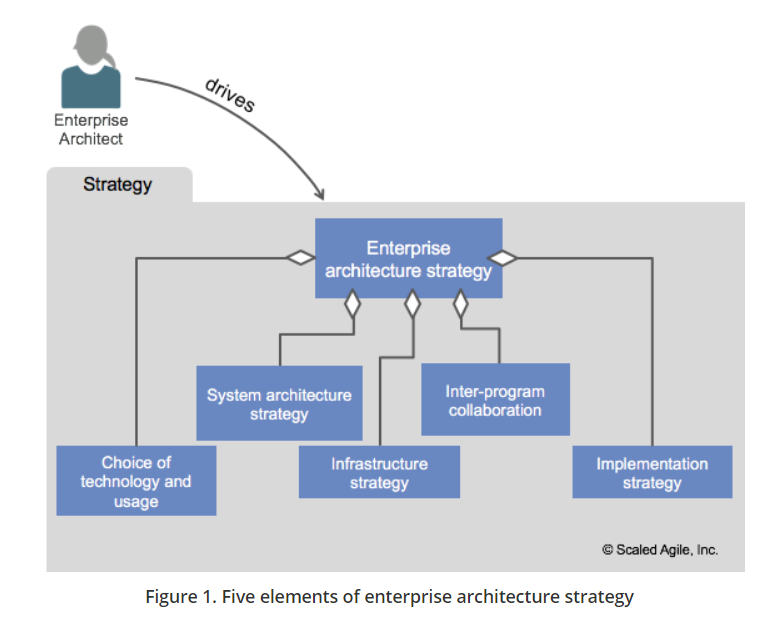 drives
Enterprise
Architect
Strategy
Enterprise
architecture strategy
System architecture
strategy
Inter-program
collaboration
Choice of
technology and
usage
Infrastructure
strategy
Implementation
strategy
© Scaled Agile, Inc.
Figure 1. Five elements of enterprise architecture strategy